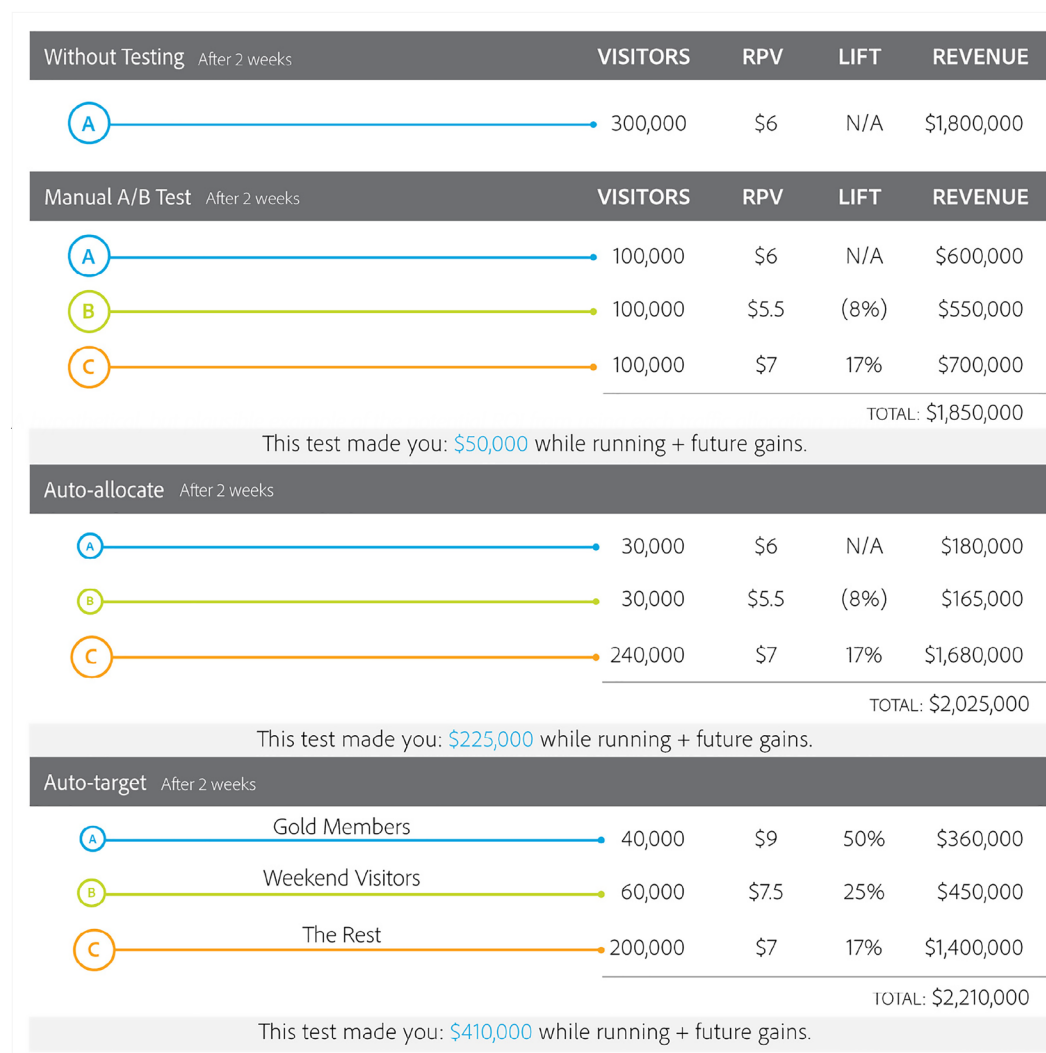 Without Testing After 2 weeks VISITORS RPV LIFT REVENUE
A 300,000 $6 N/A $1,800,000
Manual A/B Test After 2 weeks VISITORS RPV LIFT REVENUE
A 100,000 $6 N/A $600,000
B 100,000 $5.5 (8%) $550,000
C 100,000 $7 17% $700,000
TOTAL: $1,850,000
This test made you: $50,000 while running + future gains.
Auto-allocate After 2 weeks
A 30,000 $6 N/A $180,000
B 30,000 $5.5 (8%) $165,000
C 240,000 $7 17% $1,680,000
TOTAL: $2,025,000
This test made you: $225,000 while running + future gains.
Auto-target After 2 weeks
A Gold Members 40,000 $9 50% $360,000
B Weekend Visitors 60,000 $7.5 25% $450,000
C The Rest 200,000 $7 17% $1,400,000
TOTAL: $2,210,000
This test made you: $410,000 while running + future gains.